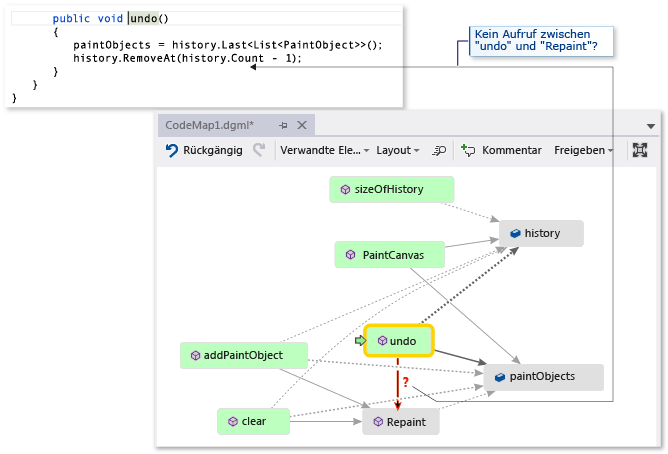 public void undo()
{
paintObjects = history.Last<List<PaintObject>>();
history.RemoveAt(history.Count - 1);
}
}
}
Kein Aufruf zwischen
"undo" und "Repaint"?
CodeMap1.dgml*
Rückgängig Verwandte Ele... Layout Kommentar Freigeben
sizeOfHistory
history
PaintCanvas
undo
addPaintObject
paintObjects
?
clear
Repaint